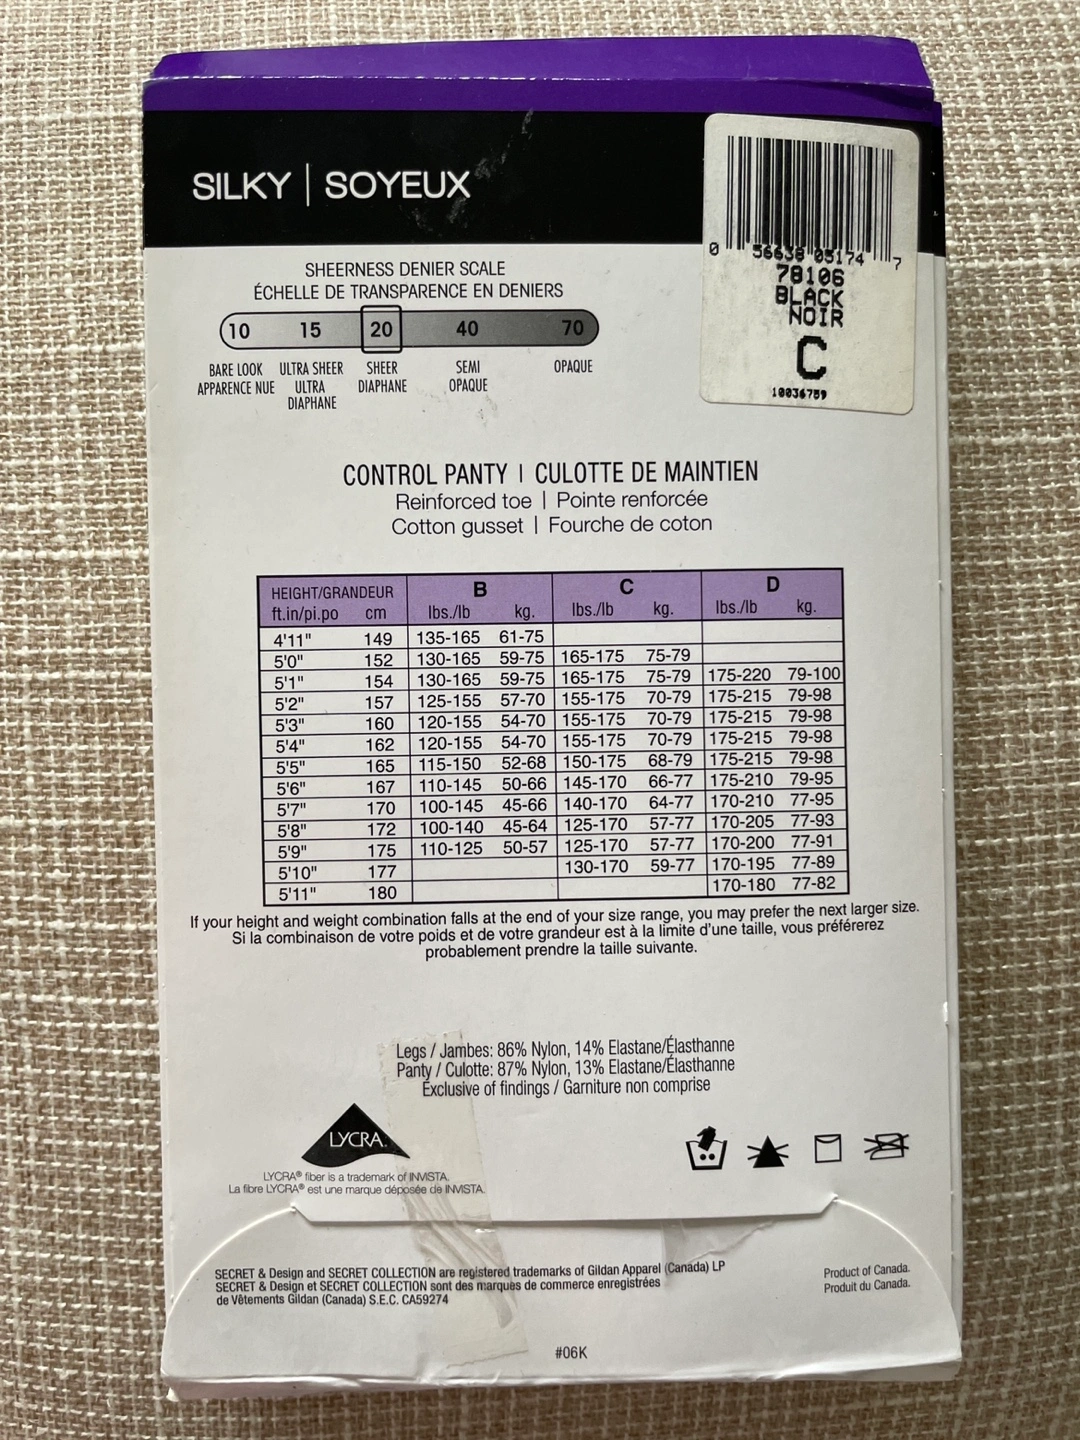 SILKY | SOYEUX
0 56638 05174 7
78106
BLACK
NOIR
C
10036759
SHEERNESS DENIER SCALE
ÉCHELLE DE TRANSPARENCE EN DENIERS
10 15 20 40 70
BARE LOOK ULTRA SHEER SHEER SEMI OPAQUE
APPARENCE NUE ULTRA DIAPHANE OPAQUE
DIAPHANE
CONTROL PANTY | CULOTTE DE MAINTIEN
Reinforced toe | Pointe renforcée
Cotton gusset | Fourche de coton
HEIGHT/GRANDEUR B C D
ft.in/pi.po cm lbs./lb kg. lbs./lb kg. lbs./lb kg.
4'11" 149 135-165 61-75
5'0" 152 130-165 59-75 165-175 75-79
5'1" 154 130-165 59-75 165-175 75-79 175-220 79-100
5'2" 157 125-155 57-70 155-175 70-79 175-215 79-98
5'3" 160 120-155 54-70 155-175 70-79 175-215 79-98
5'4" 162 120-155 54-70 155-175 70-79 175-215 79-98
5'5" 165 115-150 52-68 150-175 68-79 175-215 79-98
5'6" 167 110-145 50-66 145-170 66-77 175-210 79-95
5'7" 170 100-145 45-66 140-170 64-77 170-210 77-95
5'8" 172 100-140 45-64 125-170 57-77 170-205 77-93
5'9" 175 110-125 50-57 125-170 57-77 170-200 77-91
5'10" 177 130-170 59-77 170-195 77-89
5'11" 180 170-180 77-82
If your height and weight combination falls at the end of your size range, you may prefer the next larger size.
Si la combinaison de votre poids et de votre grandeur est à la limite d'une taille, vous préférerez
probablement prendre la taille suivante.
Legs / Jambes: 86% Nylon, 14% Elastane/Élasthanne
Panty / Culotte: 87% Nylon, 13% Elastane/Élasthanne
Exclusive of findings / Garniture non comprise
LYCRA.
LYCRA® fiber is a trademark of INVISTA.
La fibre LYCRA® est une marque déposée de INVISTA.
SECRET & Design and SECRET COLLECTION are registered trademarks of Gildan Apparel (Canada) LP
SECRET & Design et SECRET COLLECTION sont des marques de commerce enregistrées
de Vêtements Gildan (Canada) S.E.C. CA59274
Product of Canada.
Produit du Canada.
#06K